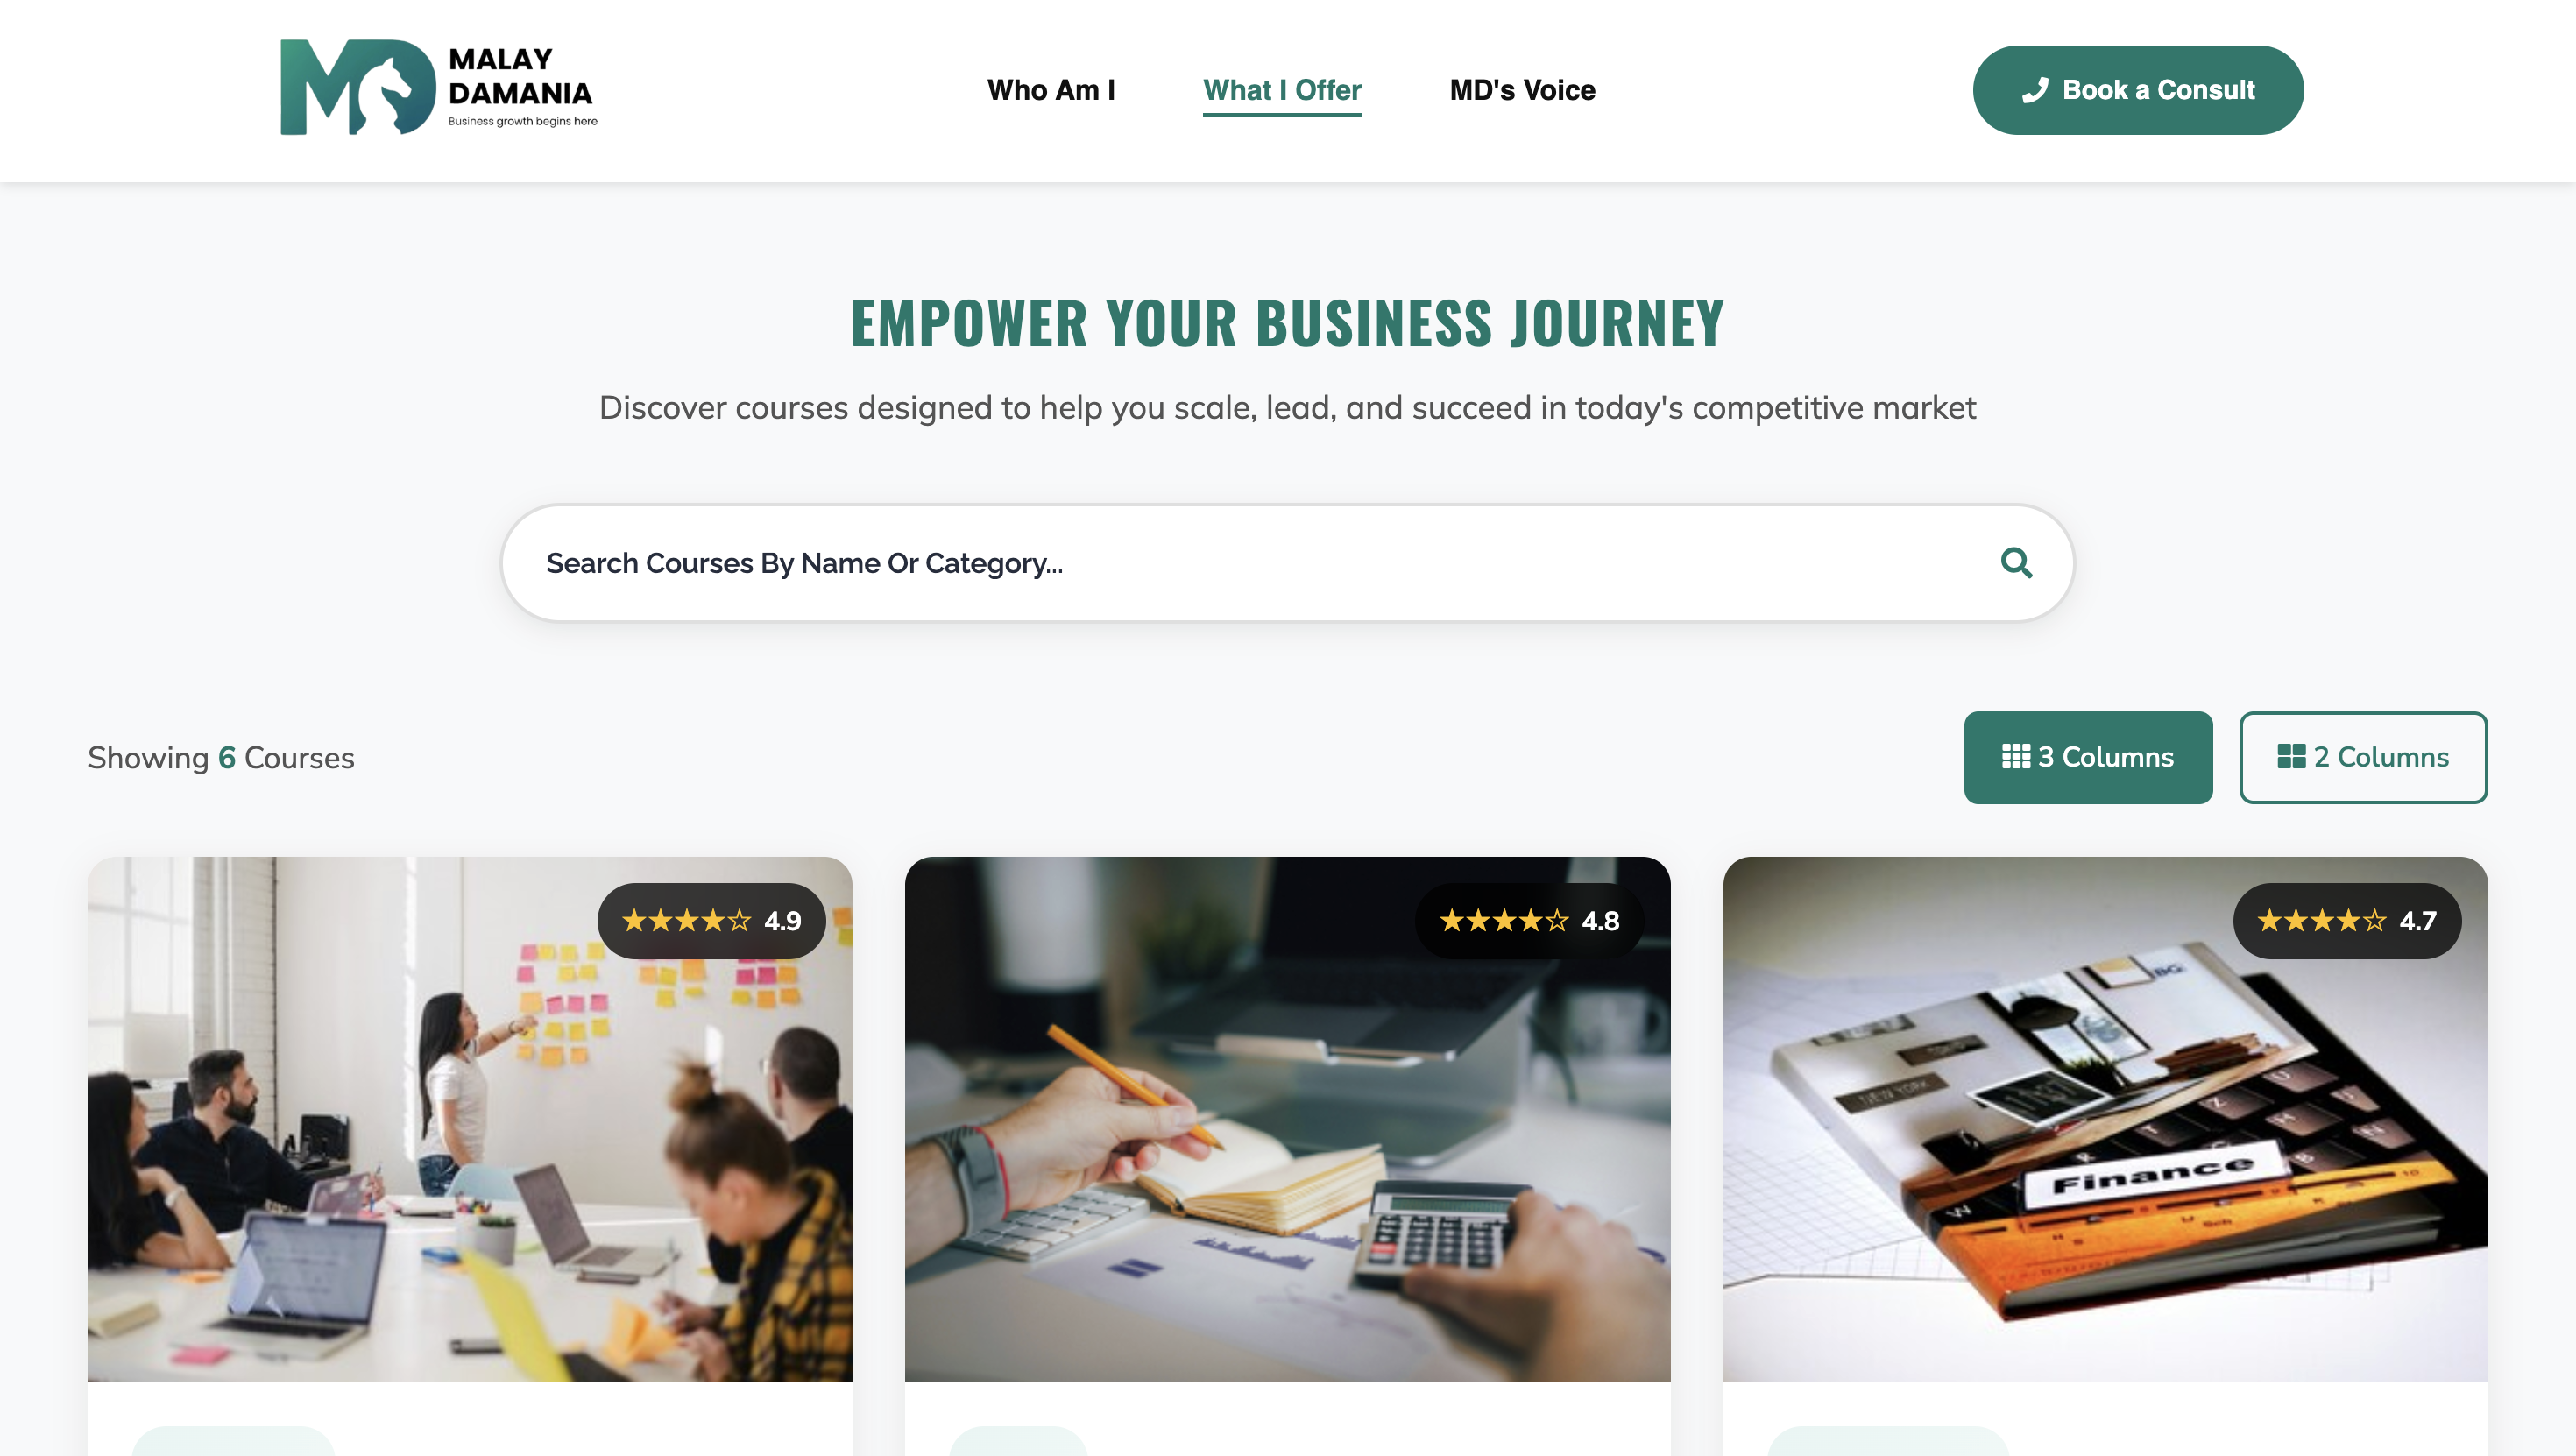 MALAY
DAMANIA
Business growth begins here
Who Am I
What I Offer
MD's Voice
Book a Consult
EMPOWER YOUR BUSINESS JOURNEY
Discover courses designed to help you scale, lead, and succeed in today's competitive market
Search Courses By Name Or Category...
Showing 6 Courses
3 Columns
2 Columns
★★★★☆ 4.9
★★★★☆ 4.8
★★★★☆ 4.7
NEW YORK
Finance